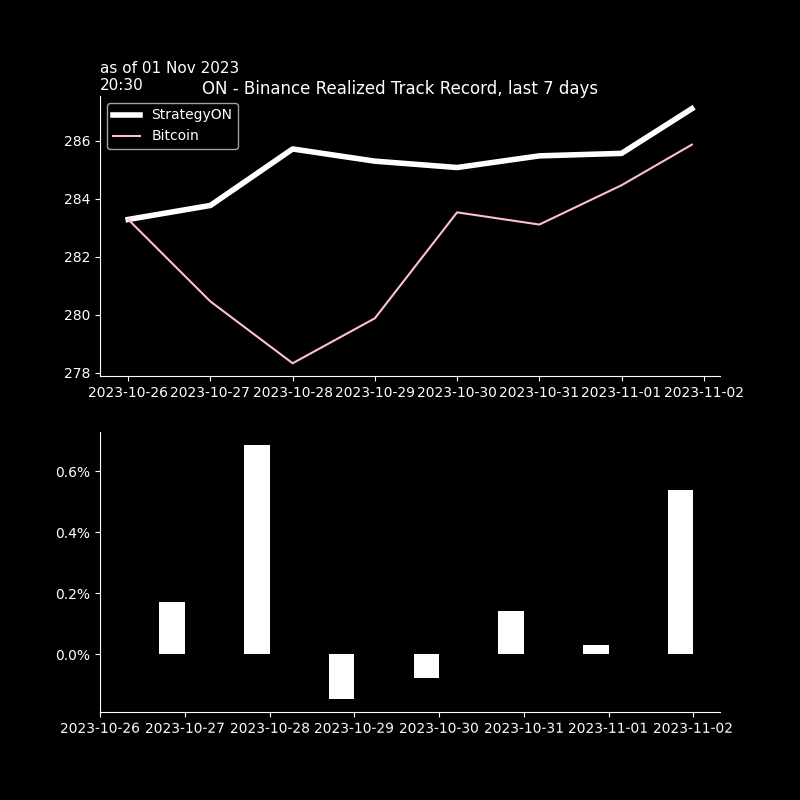 as of 01 Nov 2023
20:30
ON - Binance Realized Track Record, last 7 days
StrategyON
Bitcoin
286
284
282
280
278
2023-10-26 2023-10-27 2023-10-28 2023-10-29 2023-10-30 2023-10-31 2023-11-01 2023-11-02
0.6%
0.4%
0.2%
0.0%
2023-10-26 2023-10-27 2023-10-28 2023-10-29 2023-10-30 2023-10-31 2023-11-01 2023-11-02